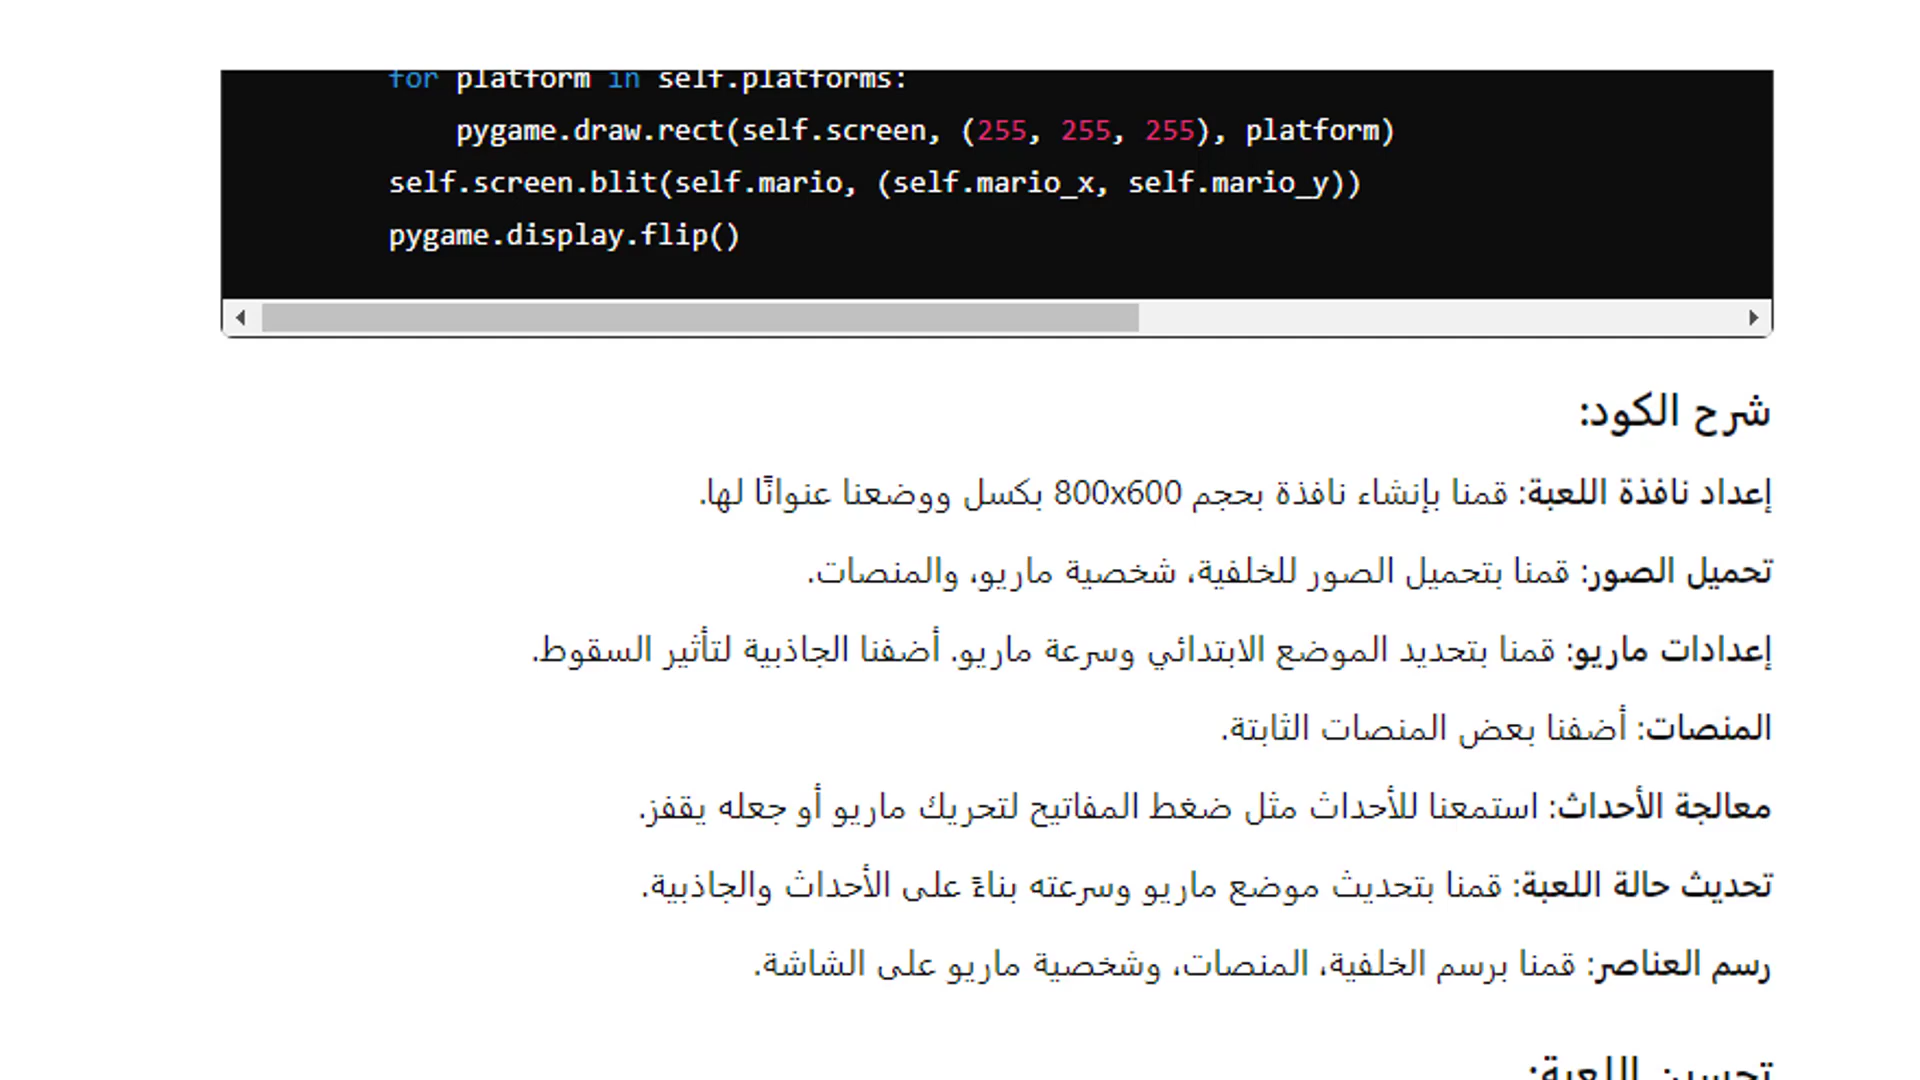 for platform in self.platforms:
pygame.draw.rect(self.screen, (255, 255, 255), platform)
self.screen.blit(self.mario, (self.mario_x, self.mario_y))
pygame.display.flip()
شرح الكود:
إعداد نافذة اللعبة: قمنا بإنشاء نافذة بحجم 800x600 بكسل ووضعنا عنوانًا لها.
تحميل الصور: قمنا بتحميل الصور للخلفية، شخصية ماريو، والمنصات.
إعدادات ماريو: قمنا بتحديد الموضع الابتدائي وسرعة ماريو. أضفنا الجاذبية لتأثير السقوط.
المنصات: أضفنا بعض المنصات الثابتة.
معالجة الأحداث: استمعنا للأحداث مثل ضغط المفاتيح لتحريك ماريو أو جعله يقفز.
تحديث حالة اللعبة: قمنا بتحديث موضع ماريو وسرعته بناءً على الأحداث والجاذبية.
رسم العناصر: قمنا برسم الخلفية، المنصات، وشخصية ماريو على الشاشة.
تحسين اللعبة: